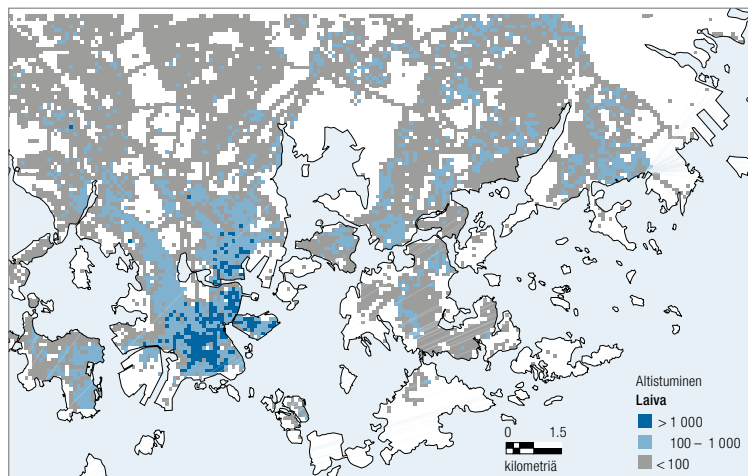 Altistuminen
Laiva
> 1 000
100 – 1 000
< 100
0 1.5
kilometriä